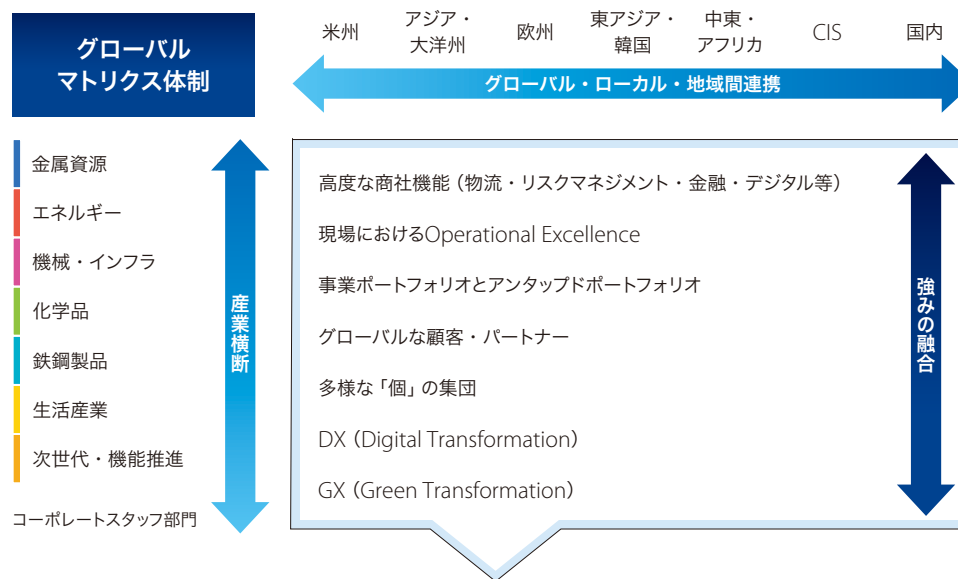 グローバル
マトリクス体制
米州
アジア・
大洋州
欧州
東アジア・
韓国
中東・
アフリカ
CIS
国内
グローバル・ローカル・地域間連携
金属資源
エネルギー
機械・インフラ
化学品
鉄鋼製品
生活産業
次世代・機能推進
コーポレートスタッフ部門
産業横断
高度な商社機能（物流・リスクマネジメント・金融・デジタル等）
現場におけるOperational Excellence
事業ポートフォリオとアンタップドポートフォリオ
グローバルな顧客・パートナー
多様な「個」の集団
DX（Digital Transformation）
GX（Green Transformation）
強みの融合